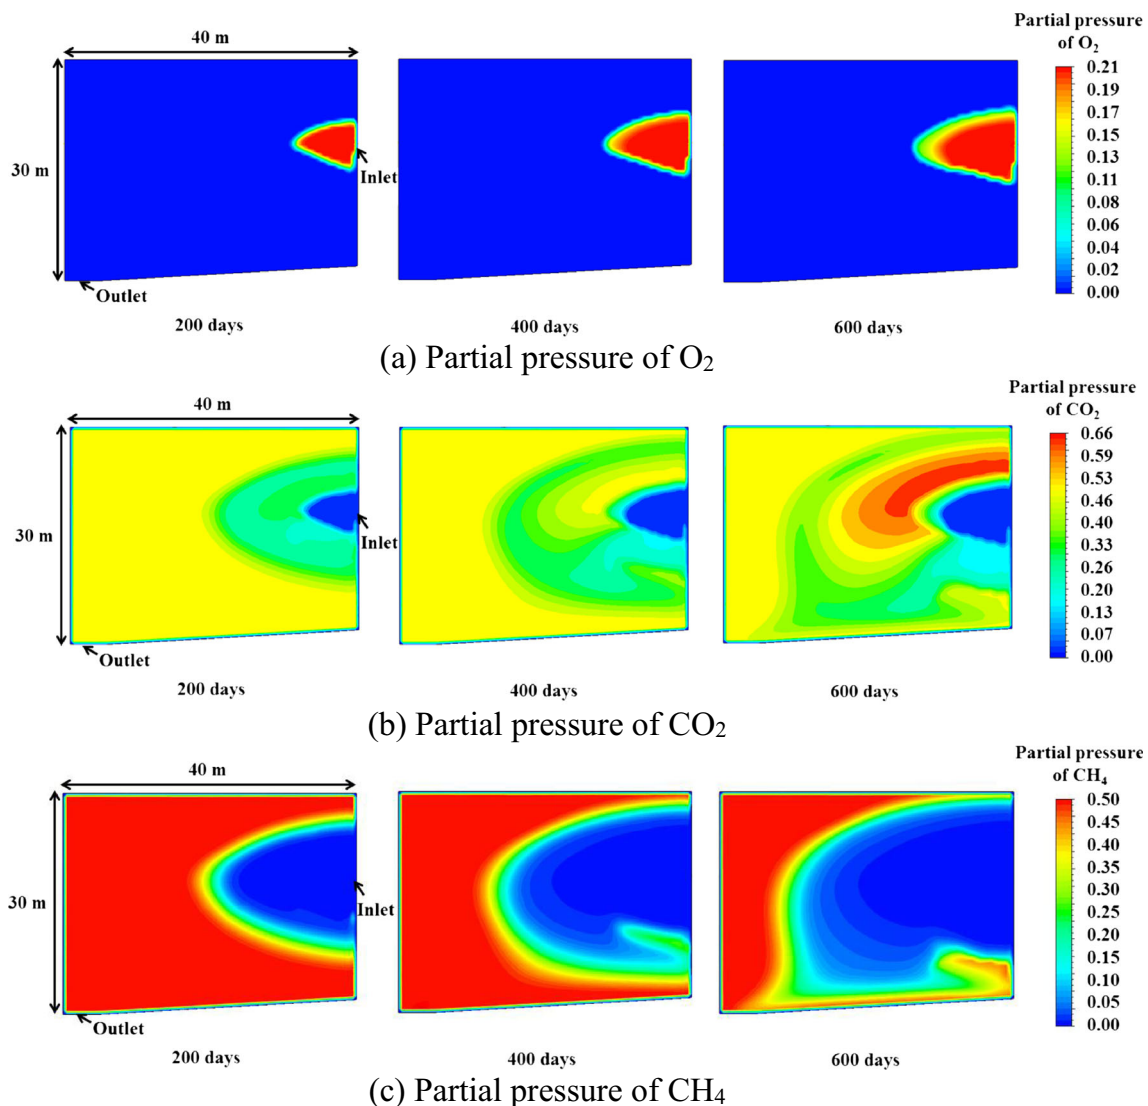 40 m
Partial pressure
of O₂
0.21
0.19
0.17
0.15
0.13
0.11
0.08
0.06
0.04
0.02
0.00
30 m
Inlet
Outlet
200 days
400 days
600 days
(a) Partial pressure of O₂
40 m
Partial pressure
of CO₂
0.66
0.59
0.53
0.46
0.40
0.33
0.26
0.20
0.13
0.07
0.00
30 m
Inlet
Outlet
200 days
400 days
600 days
(b) Partial pressure of CO₂
40 m
Partial pressure
of CH₄
0.50
0.45
0.40
0.35
0.30
0.25
0.20
0.15
0.10
0.05
0.00
30 m
Inlet
Outlet
200 days
400 days
600 days
(c) Partial pressure of CH₄